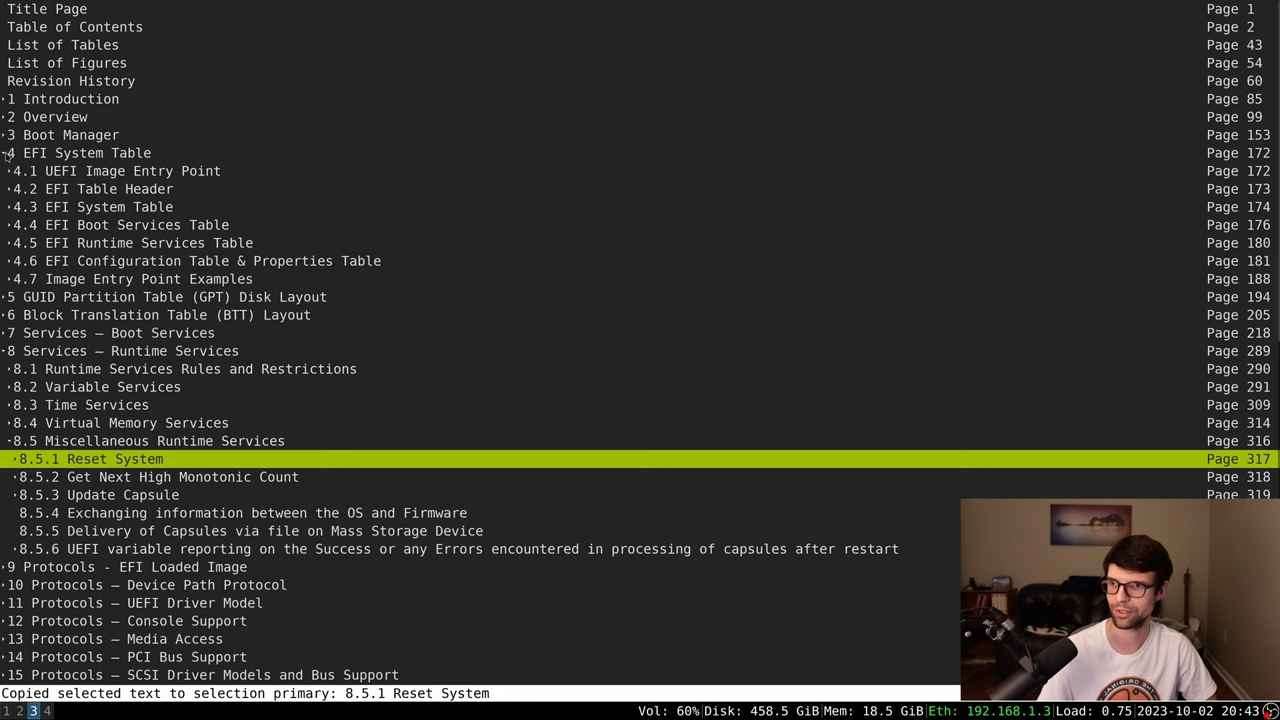 Title Page Page 1
Table of Contents Page 2
List of Tables Page 43
List of Figures Page 54
Revision History Page 60
1 Introduction Page 85
2 Overview Page 99
3 Boot Manager Page 153
4 EFI System Table Page 172
4.1 UEFI Image Entry Point Page 172
4.2 EFI Table Header Page 173
4.3 EFI System Table Page 174
4.4 EFI Boot Services Table Page 176
4.5 EFI Runtime Services Table Page 180
4.6 EFI Configuration Table & Properties Table Page 181
4.7 Image Entry Point Examples Page 188
5 GUID Partition Table (GPT) Disk Layout Page 194
6 Block Translation Table (BTT) Layout Page 205
7 Services — Boot Services Page 218
8 Services — Runtime Services Page 289
8.1 Runtime Services Rules and Restrictions Page 290
8.2 Variable Services Page 291
8.3 Time Services Page 309
8.4 Virtual Memory Services Page 314
8.5 Miscellaneous Runtime Services Page 316
8.5.1 Reset System Page 317
8.5.2 Get Next High Monotonic Count Page 318
8.5.3 Update Capsule Page 319
8.5.4 Exchanging information between the OS and Firmware
8.5.5 Delivery of Capsules via file on Mass Storage Device
8.5.6 UEFI variable reporting on the Success or any Errors encountered in processing of capsules after restart
9 Protocols - EFI Loaded Image
10 Protocols — Device Path Protocol
11 Protocols — UEFI Driver Model
12 Protocols — Console Support
13 Protocols — Media Access
14 Protocols — PCI Bus Support
15 Protocols — SCSI Driver Models and Bus Support
Copied selected text to selection primary: 8.5.1 Reset System
1 2 3 4 Vol: 60%|Disk: 458.5 GiB|Mem: 18.5 GiB|Eth: 192.168.1.3|Load: 0.75|2023-10-02 20:43